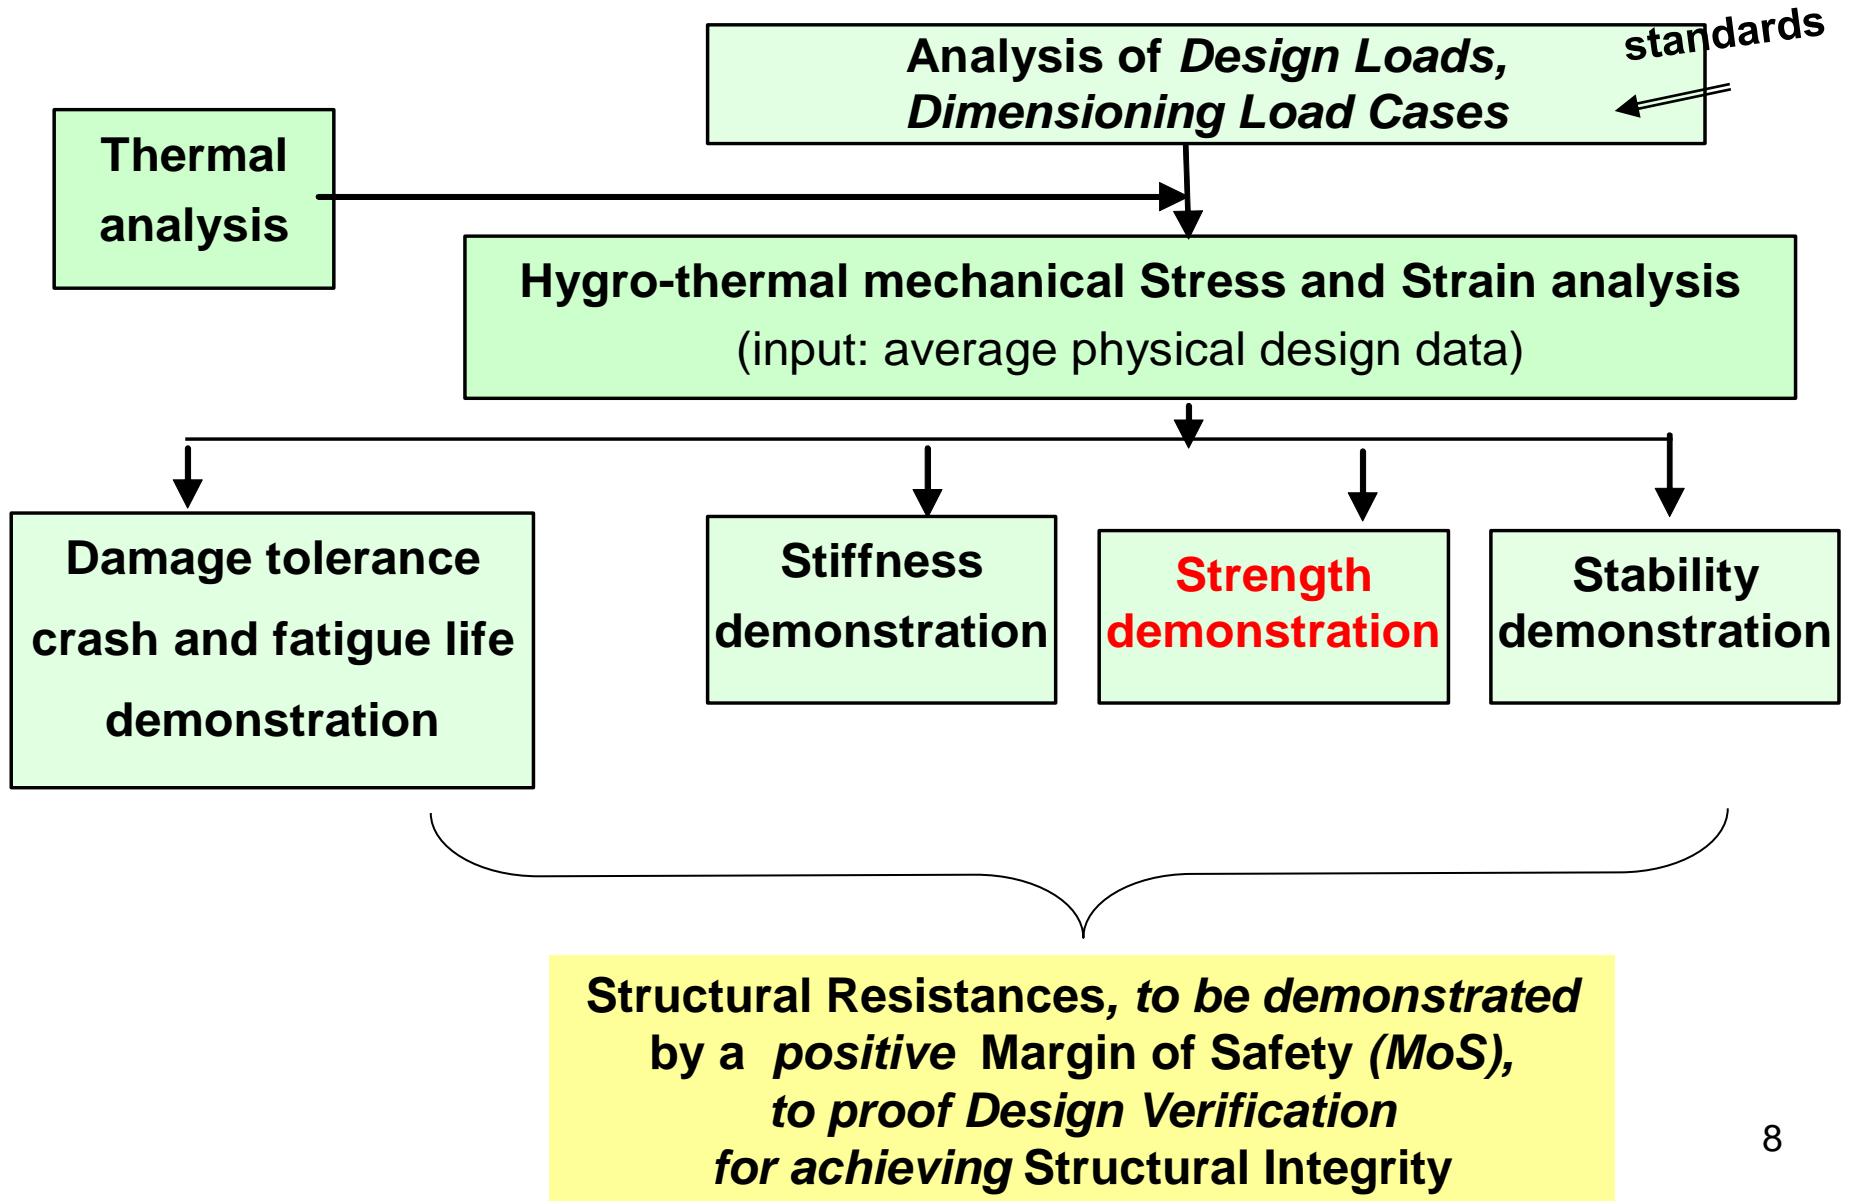 standards
Analysis of Design Loads,
Dimensioning Load Cases
Thermal
analysis
Hygro-thermal mechanical Stress and Strain analysis
(input: average physical design data)
Damage tolerance
crash and fatigue life
demonstration
Stiffness
demonstration
Strength
demonstration
Stability
demonstration
Structural Resistances, to be demonstrated
by a positive Margin of Safety (MoS),
to proof Design Verification
for achieving Structural Integrity
8